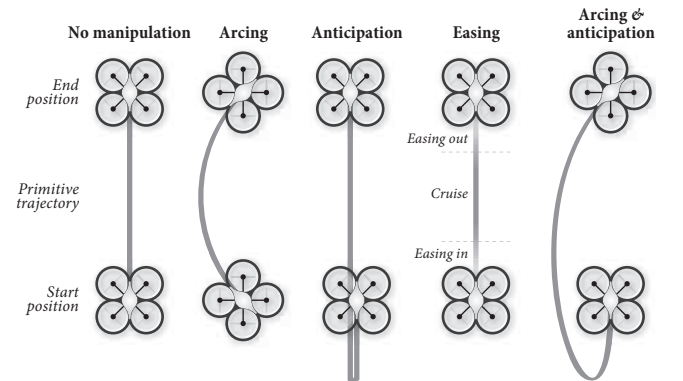 No manipulation
Arcing
Anticipation
Easing
Arcing &
anticipation
End
position
Easing out
Primitive
trajectory
Cruise
Easing in
Start
position